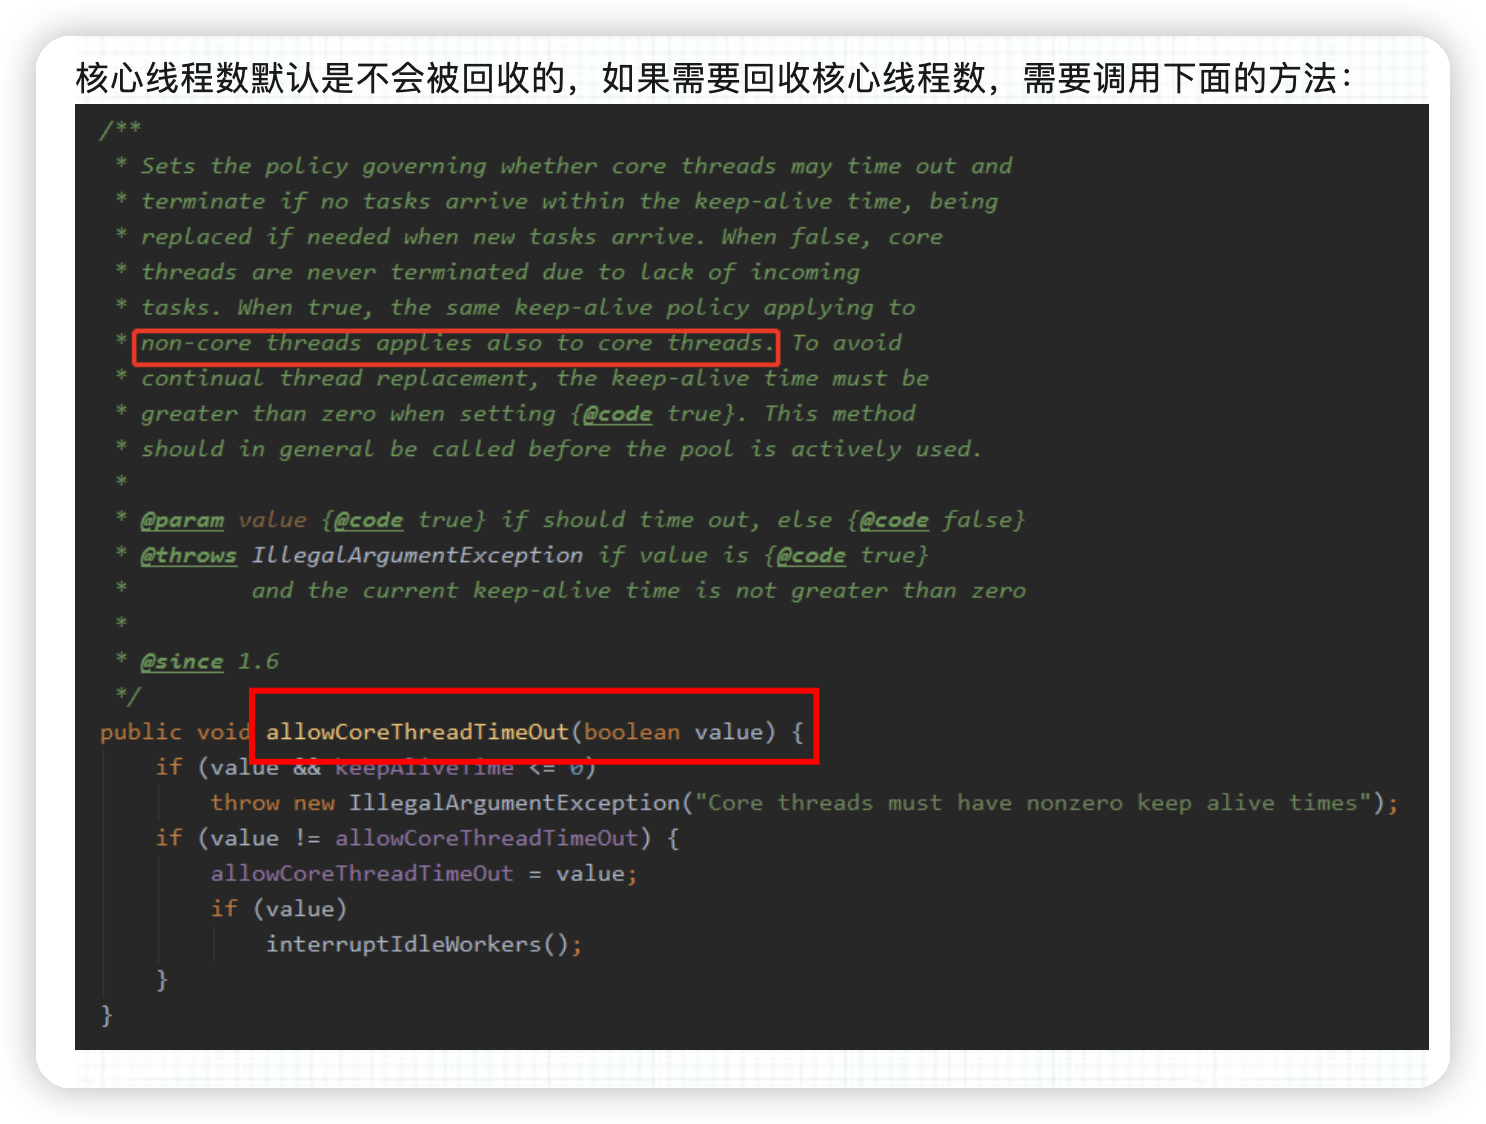 核心线程数默认是不会被回收的，如果需要回收核心线程数，需要调用下面的方法：
/**
 * Sets the policy governing whether core threads may time out and
 * terminate if no tasks arrive within the keep-alive time, being
 * replaced if needed when new tasks arrive. When false, core
 * threads are never terminated due to lack of incoming
 * tasks. When true, the same keep-alive policy applying to
 * non-core threads applies also to core threads. To avoid
 * continual thread replacement, the keep-alive time must be
 * greater than zero when setting {@code true}. This method
 * should in general be called before the pool is actively used.
 *
 * @param value {@code true} if should time out, else {@code false}
 * @throws IllegalArgumentException if value is {@code true}
 *         and the current keep-alive time is not greater than zero
 *
 * @since 1.6
 */
public void allowCoreThreadTimeOut(boolean value) {
    if (value && keepAliveTime <= 0)
        throw new IllegalArgumentException("Core threads must have nonzero keep alive times");
    if (value != allowCoreThreadTimeOut) {
        allowCoreThreadTimeOut = value;
        if (value)
            interruptIdleWorkers();
    }
}